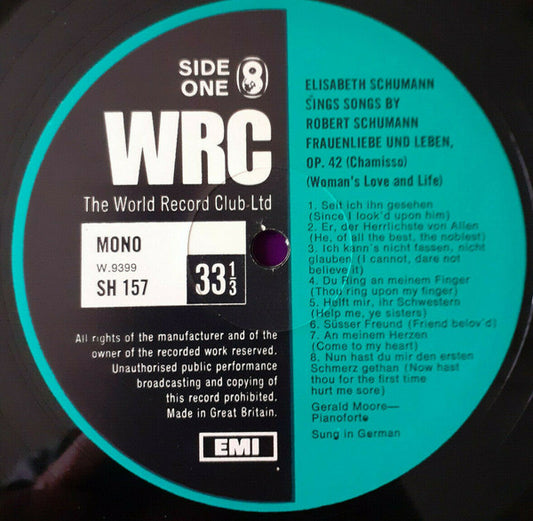 SIDE
ONE 8
WRC
The World Record Club Ltd
MONO
W.9399
SH 157
33 1/3
All rights of the manufacturer and of the
owner of the recorded work reserved.
Unauthorised public performance
broadcasting and copying of
this record prohibited.
Made in Great Britain.
EMI
ELISABETH SCHUMANN
SINGS SONGS BY
ROBERT SCHUMANN
FRAUENLIEBE UND LEBEN,
OP. 42 (Chamisso)
(Woman's Love and Life)
1. Seit ich ihn gesehen
(Since I look'd upon him)
2. Er, der Herrlichste von Allen
(He, of all the best, the noblest)
3. Ich kann's nicht fassen, nicht
glauben (I cannot, dare not
believe it)
4. Du Ring an meinem Finger
(Thou ring upon my finger)
5. Helft mir, ihr Schwestern
(Help me, ye sisters)
6. Süsser Freund (Friend belov'd)
7. An meinem Herzen
(Come to my heart)
8. Nun hast du mir den ersten
Schmerz gethan (Now hast
thou for the first time
hurt me sore)
Gerald Moore—
Pianoforte
Sung in German